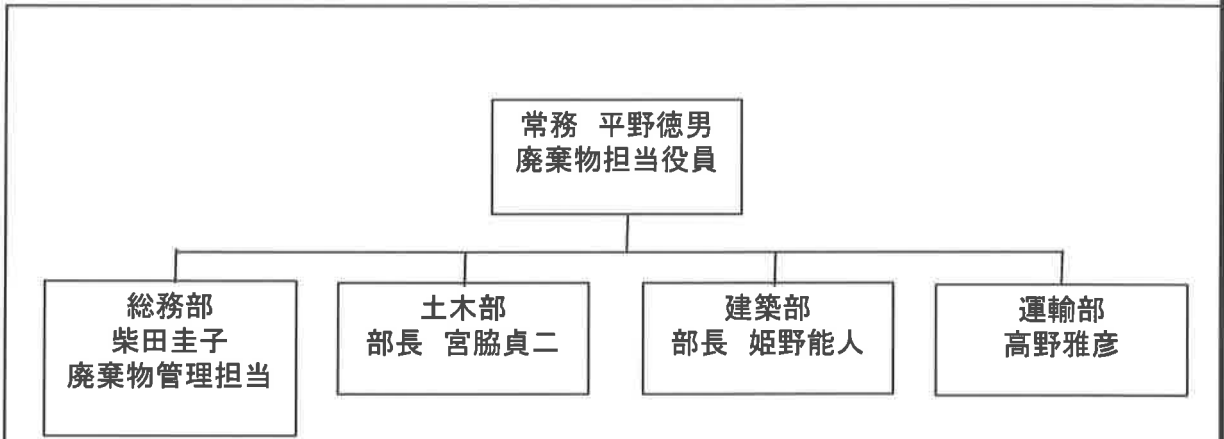 常務 平野徳男
廃棄物担当役員
総務部
柴田圭子
廃棄物管理担当
土木部
部長 宮脇貞二
建築部
部長 姫野能人
運輸部
高野雅彦